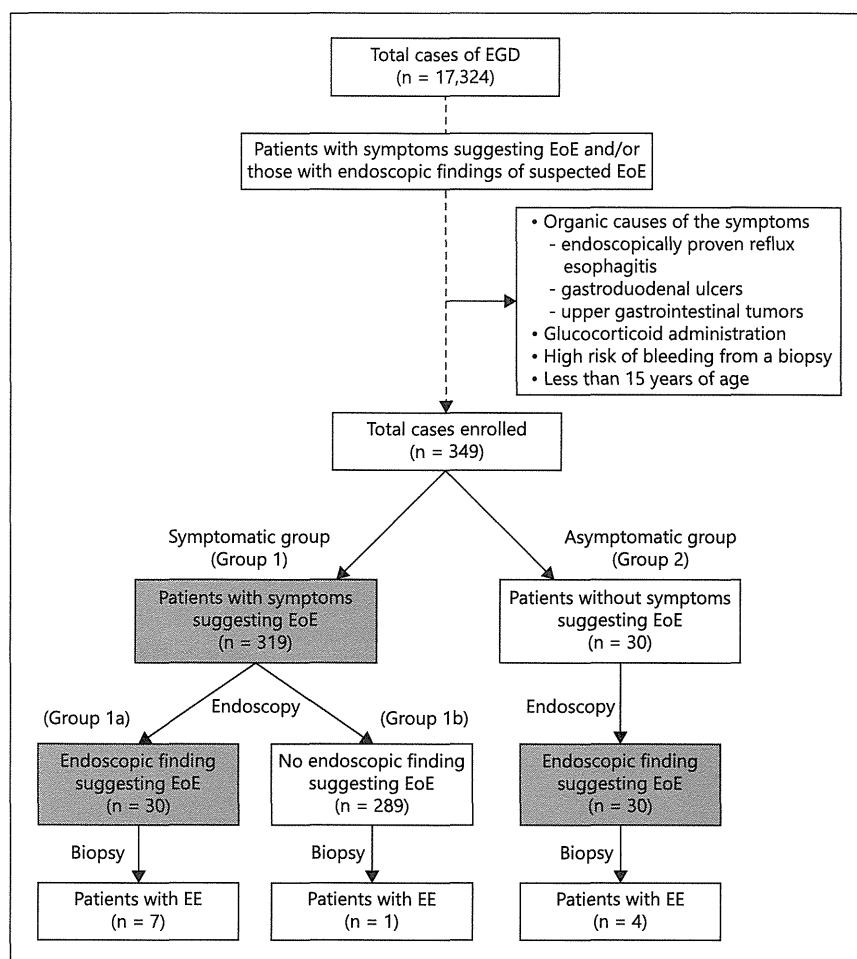 Total cases of EGD
(n = 17,324)
Patients with symptoms suggesting EoE and/or
those with endoscopic findings of suspected EoE
• Organic causes of the symptoms
- endoscopically proven reflux
esophagitis
- gastroduodenal ulcers
- upper gastrointestinal tumors
• Glucocorticoid administration
• High risk of bleeding from a biopsy
• Less than 15 years of age
Total cases enrolled
(n = 349)
Symptomatic group
(Group 1)
Asymptomatic group
(Group 2)
Patients with symptoms
suggesting EoE
(n = 319)
Patients without symptoms
suggesting EoE
(n = 30)
(Group 1a)
Endoscopy
(Group 1b)
Endoscopy
Endoscopic finding
suggesting EoE
(n = 30)
No endoscopic finding
suggesting EoE
(n = 289)
Endoscopic finding
suggesting EoE
(n = 30)
Biopsy
Biopsy
Biopsy
Patients with EE
(n = 7)
Patients with EE
(n = 1)
Patients with EE
(n = 4)